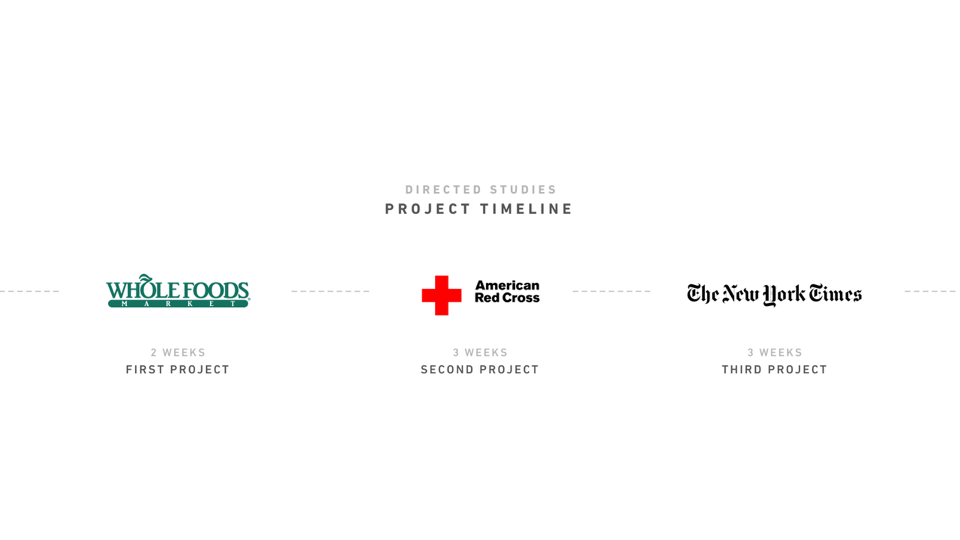 DIRECTED STUDIES
PROJECT TIMELINE
WHOLE FOODS
MARKET
American
Red Cross
The New York Times
2 WEEKS
FIRST PROJECT
3 WEEKS
SECOND PROJECT
3 WEEKS
THIRD PROJECT